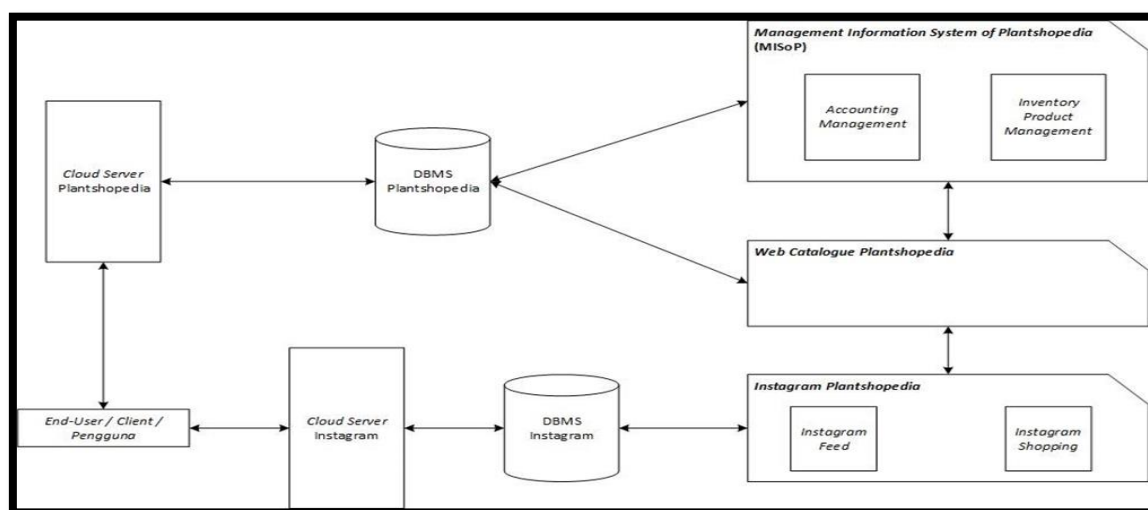 Management Information System of Plantshopedia
(MISoP)
Accounting
Management
Inventory
Product
Management
Cloud Server
Plantshopedia
DBMS
Plantshopedia
Web Catalogue Plantshopedia
Instagram Plantshopedia
End-User / Client /
Pengguna
Cloud Server
Instagram
DBMS
Instagram
Instagram
Feed
Instagram
Shopping